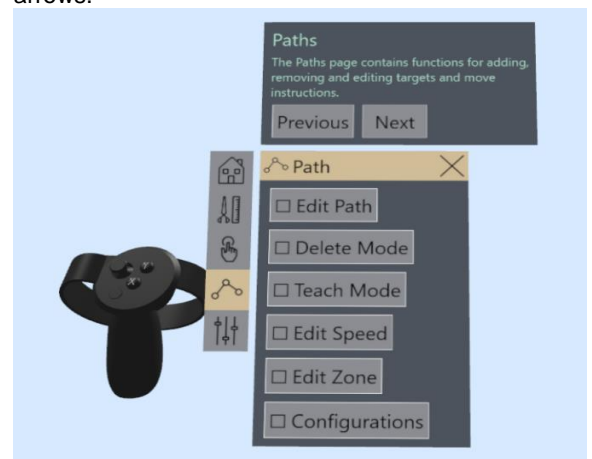 arrows.
Paths
The Paths page contains functions for adding,
removing and editing targets and move
instructions.
Previous Next
Path
Edit Path
Delete Mode
Teach Mode
Edit Speed
Edit Zone
Configurations